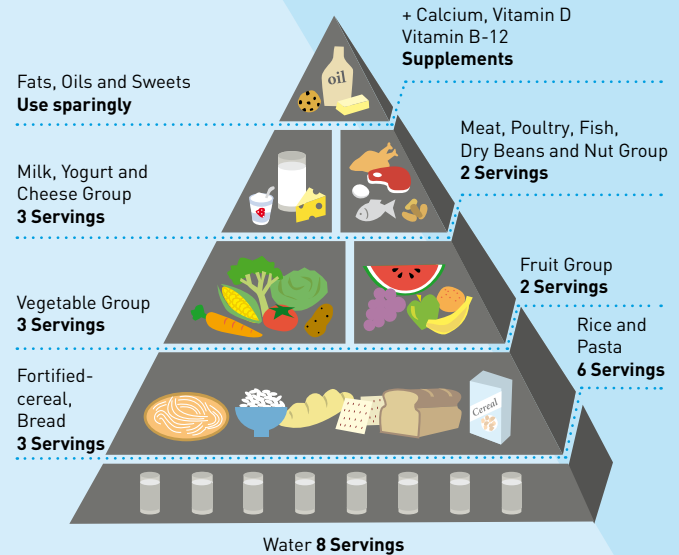 + Calcium, Vitamin D
Vitamin B-12
Supplements
Fats, Oils and Sweets
Use sparingly
oil
Meat, Poultry, Fish,
Dry Beans and Nut Group
2 Servings
Milk, Yogurt and
Cheese Group
3 Servings
Fruit Group
2 Servings
Vegetable Group
3 Servings
Rice and
Pasta
6 Servings
Fortified-
cereal,
Bread
3 Servings
Cereal
Water 8 Servings